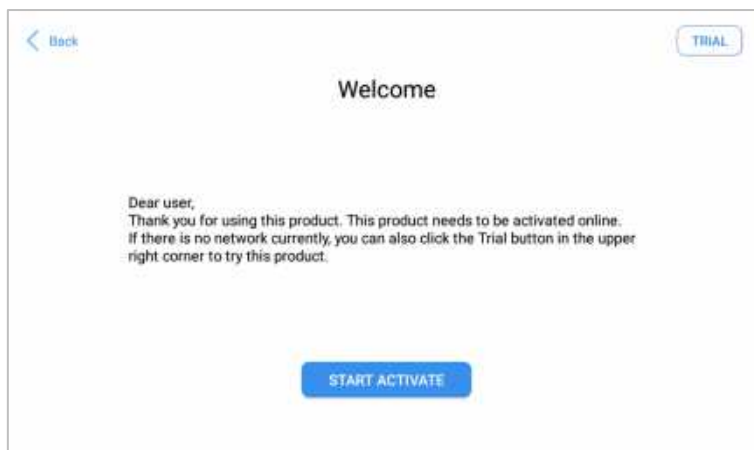 Back
TRIAL
Welcome
Dear user,
Thank you for using this product. This product needs to be activated online.
If there is no network currently, you can also click the Trial button in the upper
right corner to try this product.
START ACTIVATE